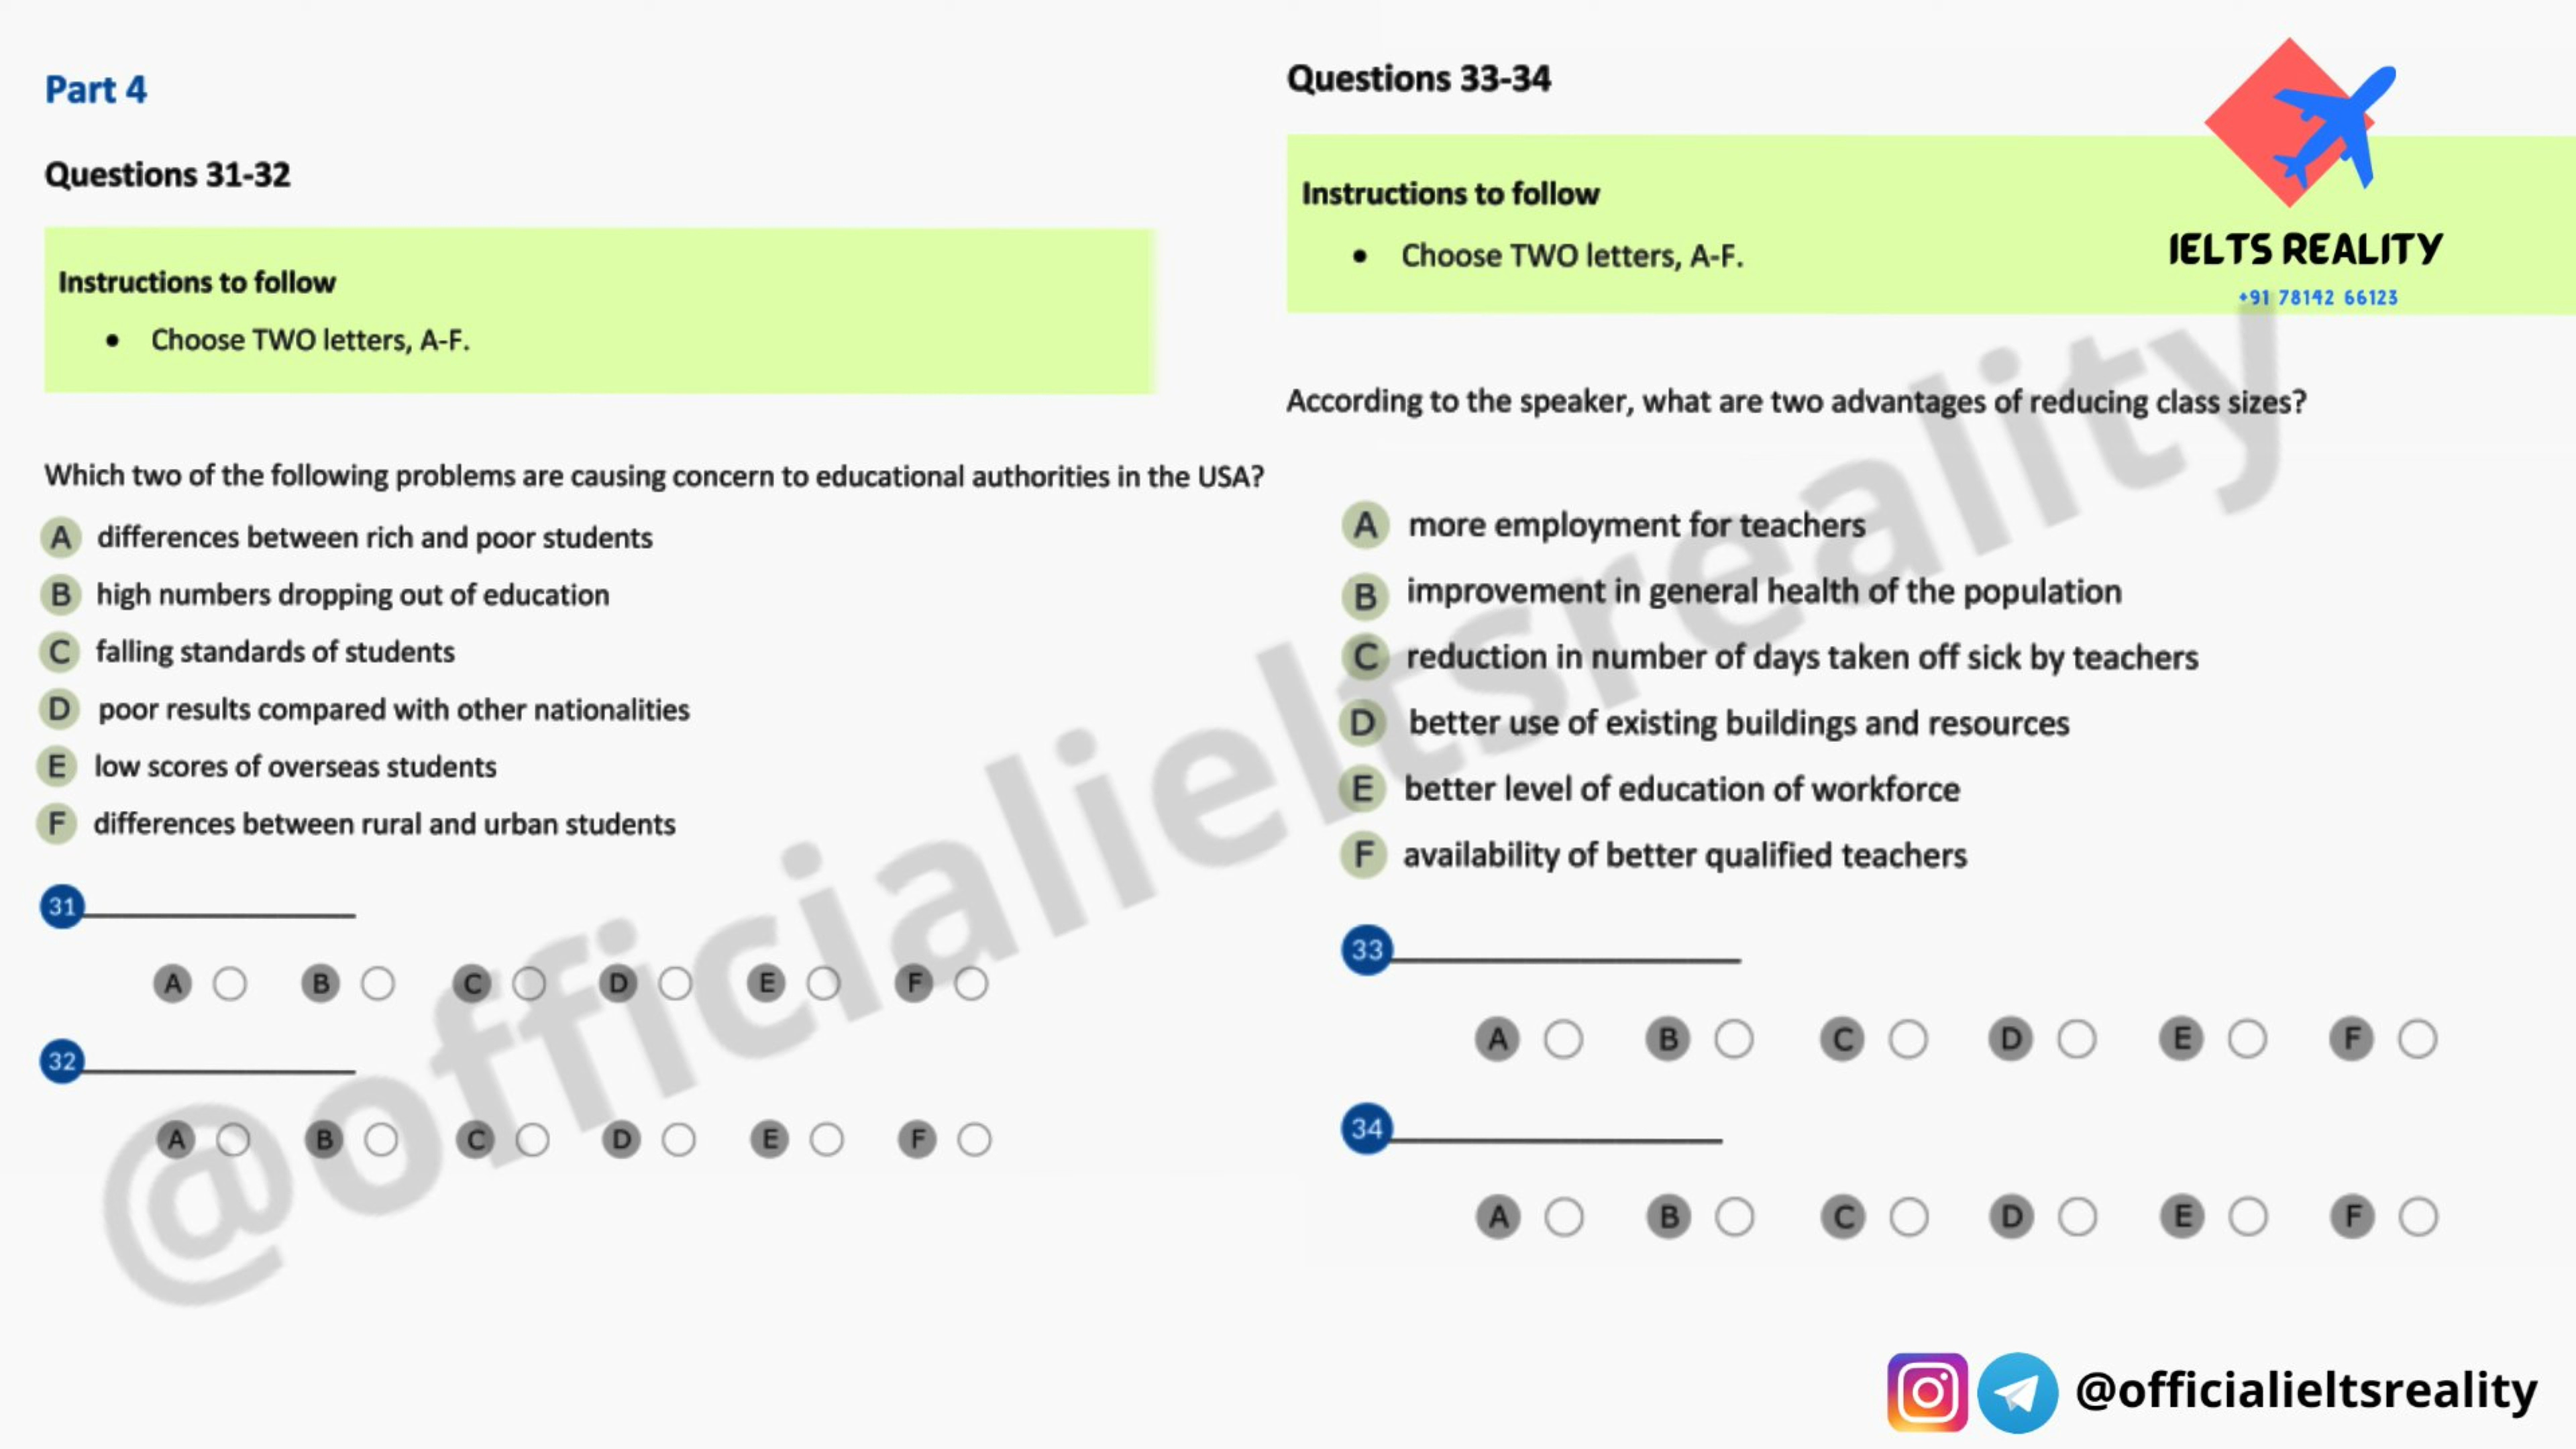 Part 4
Questions 31-32
Instructions to follow
• Choose TWO letters, A-F.
Which two of the following problems are causing concern to educational authorities in the USA?
A differences between rich and poor students
B high numbers dropping out of education
C falling standards of students
D poor results compared with other nationalities
E low scores of overseas students
F differences between rural and urban students
31
A B C D E F
32
A B C D E F
Questions 33-34
Instructions to follow
• Choose TWO letters, A-F.
According to the speaker, what are two advantages of reducing class sizes?
A more employment for teachers
B improvement in general health of the population
C reduction in number of days taken off sick by teachers
D better use of existing buildings and resources
E better level of education of workforce
F availability of better qualified teachers
33
A B C D E F
34
A B C D E F
IELTS REALITY
+91 78142 66123
@officialieltsreality
@officialieltsreality